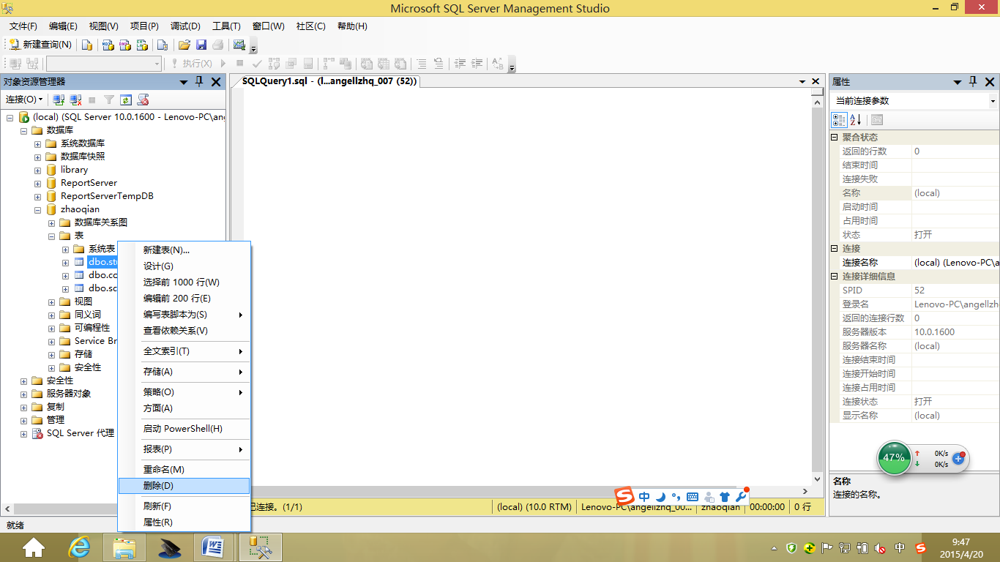 Microsoft SQL Server Management Studio
文件(F) 编辑(E) 视图(V) 项目(P) 调试(D) 工具(T) 窗口(W) 社区(C) 帮助(H)
新建查询(N)
执行(X)
对象资源管理器
连接(O)
(local) (SQL Server 10.0.1600 - Lenovo-PC\an
数据库
系统数据库
数据库快照
library
ReportServer
ReportServerTempDB
zhaoqian
数据库关系图
表
系统表
dbo.st
dbo.co
dbo.sc
视图
同义词
可编程性
Service Br
存储
安全性
安全性
服务器对象
复制
管理
SQL Server 代理
就绪
新建表(N)...
设计(G)
选择前 1000 行(W)
编辑前 200 行(E)
编写表脚本为(S)
查看依赖关系(V)
全文索引(T)
存储(A)
策略(O)
方面(A)
启动 PowerShell(H)
报表(P)
重命名(M)
删除(D)
刷新(F)
属性(R)
SQLQuery1.sql - (l...angellzhq_007 (52))
已连接。(1/1) (local) (10.0 RTM) Lenovo-PC\angellzhq_00... zhaoqian 00:00:00 0 行
中
属性
当前连接参数
聚合状态
返回的行数 0
结束时间
连接失败
名称 (local)
启动时间
占用时间
状态 打开
连接
连接名称 (local) (Lenovo-PC\a
连接详细信息
SPID 52
登录名 Lenovo-PC\angellzh
返回的连接行数 0
服务器版本 10.0.1600
服务器名称 (local)
连接结束时间
连接开始时间
连接占用时间
连接状态 打开
显示名称 (local)
47% 0K/s
0K/s
名称
连接的名称。
中
9:47
2015/4/20